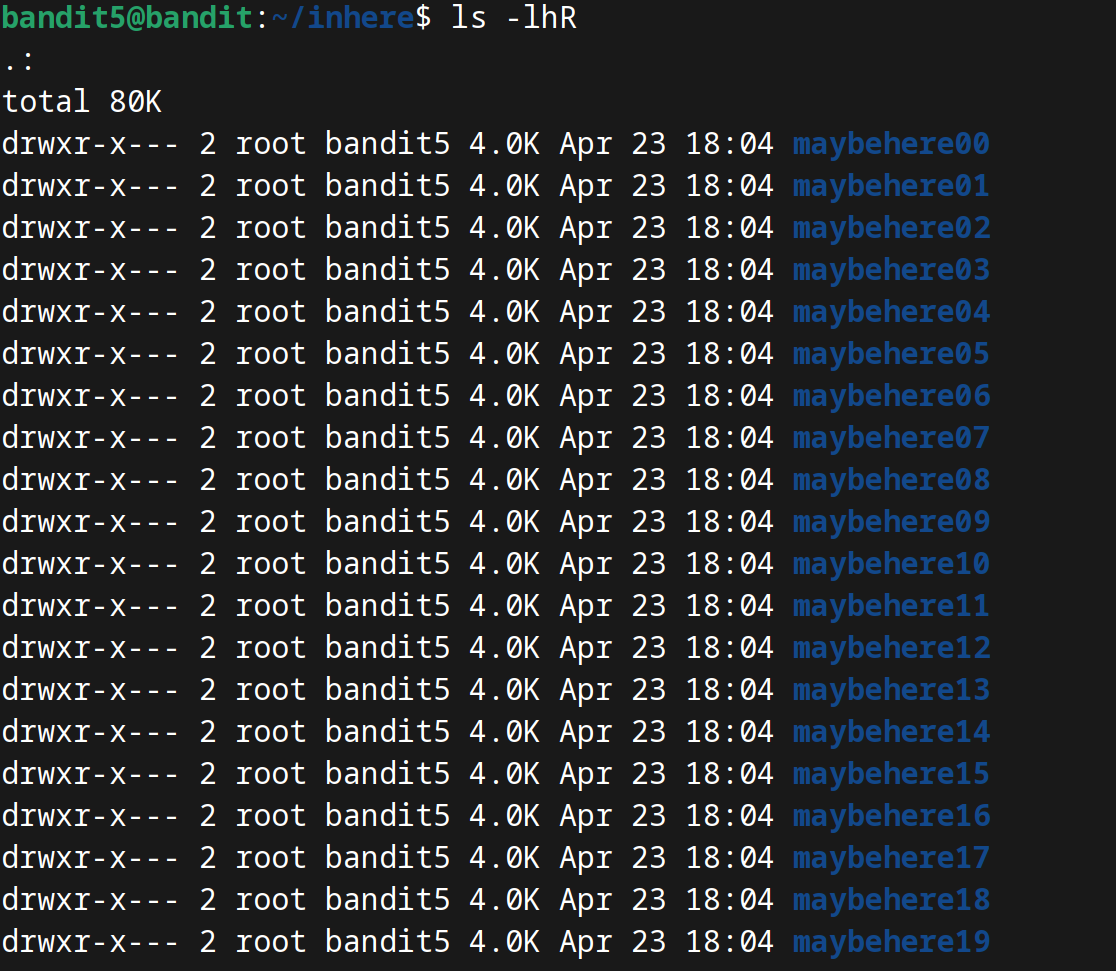 bandit5@bandit:~/inhere$ ls -lhR
.:
total 80K
drwxr-x--- 2 root bandit5 4.0K Apr 23 18:04 maybehere00
drwxr-x--- 2 root bandit5 4.0K Apr 23 18:04 maybehere01
drwxr-x--- 2 root bandit5 4.0K Apr 23 18:04 maybehere02
drwxr-x--- 2 root bandit5 4.0K Apr 23 18:04 maybehere03
drwxr-x--- 2 root bandit5 4.0K Apr 23 18:04 maybehere04
drwxr-x--- 2 root bandit5 4.0K Apr 23 18:04 maybehere05
drwxr-x--- 2 root bandit5 4.0K Apr 23 18:04 maybehere06
drwxr-x--- 2 root bandit5 4.0K Apr 23 18:04 maybehere07
drwxr-x--- 2 root bandit5 4.0K Apr 23 18:04 maybehere08
drwxr-x--- 2 root bandit5 4.0K Apr 23 18:04 maybehere09
drwxr-x--- 2 root bandit5 4.0K Apr 23 18:04 maybehere10
drwxr-x--- 2 root bandit5 4.0K Apr 23 18:04 maybehere11
drwxr-x--- 2 root bandit5 4.0K Apr 23 18:04 maybehere12
drwxr-x--- 2 root bandit5 4.0K Apr 23 18:04 maybehere13
drwxr-x--- 2 root bandit5 4.0K Apr 23 18:04 maybehere14
drwxr-x--- 2 root bandit5 4.0K Apr 23 18:04 maybehere15
drwxr-x--- 2 root bandit5 4.0K Apr 23 18:04 maybehere16
drwxr-x--- 2 root bandit5 4.0K Apr 23 18:04 maybehere17
drwxr-x--- 2 root bandit5 4.0K Apr 23 18:04 maybehere18
drwxr-x--- 2 root bandit5 4.0K Apr 23 18:04 maybehere19